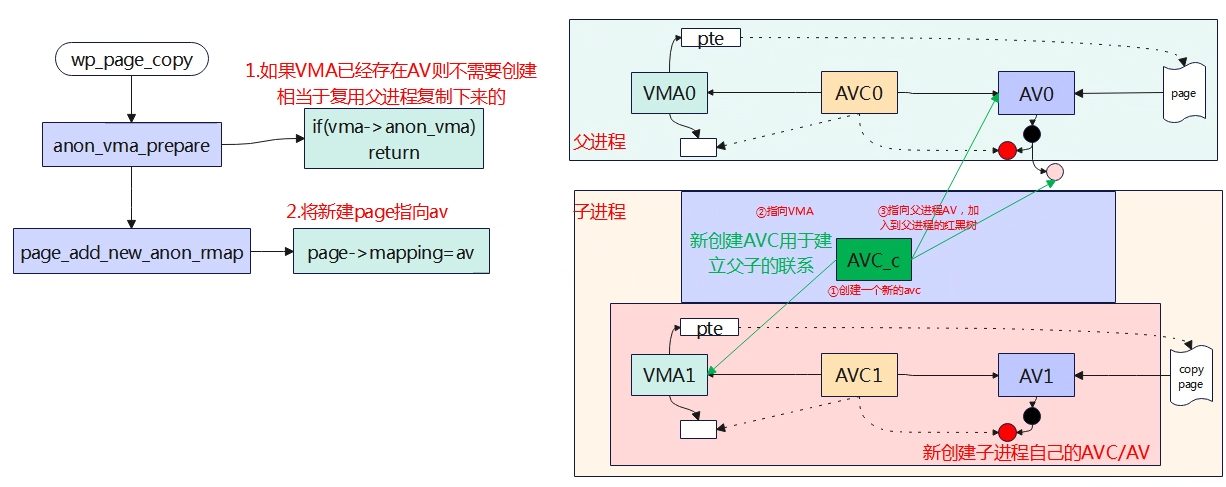 wp_page_copy
1.如果VMA已经存在AV则不需要创建
相当于复用父进程复制下来的
anon_vma_prepare
if(vma->anon_vma)
return
2.将新建page指向av
page_add_new_anon_rmap
page->mapping=av
pte
VMA0
AVC0
AV0
page
父进程
子进程
②指向VMA
③指向父进程AV，加
入到父进程的红黑树
新创建AVC用于建
立父子的联系
AVC_c
①创建一个新的avc
pte
VMA1
AVC1
AV1
copy
page
新创建子进程自己的AVC/AV